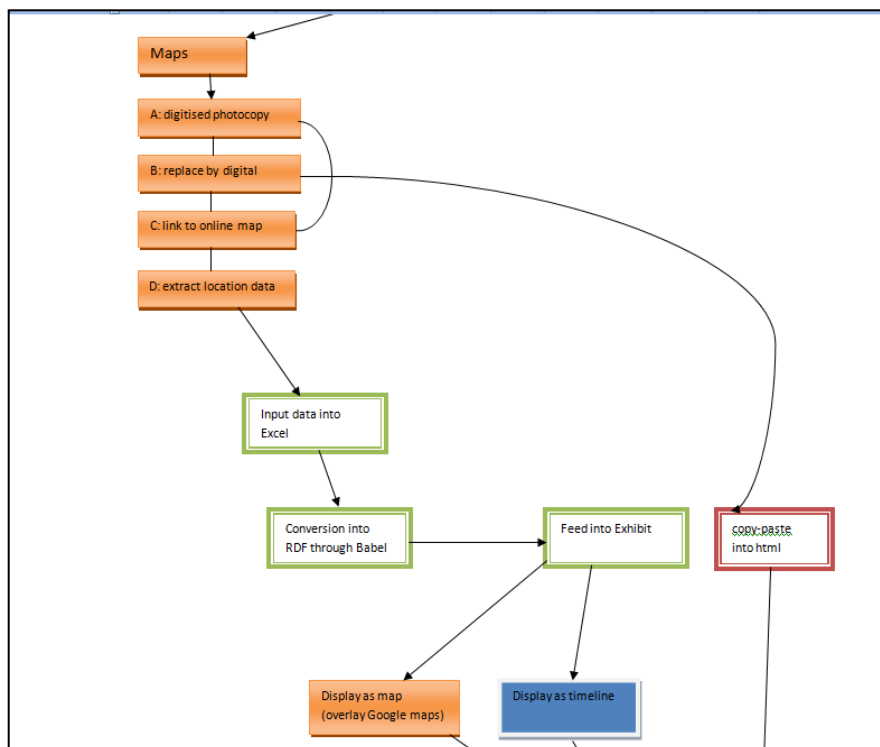 Maps
A: digitised photocopy
B: replace by digital
C: link to online map
D: extract location data
Input data into
Excel
Conversion into
RDF through Babel
Feed into Exhibit
copy-paste
into html
Display as map
(overlay Google maps)
Display as timeline